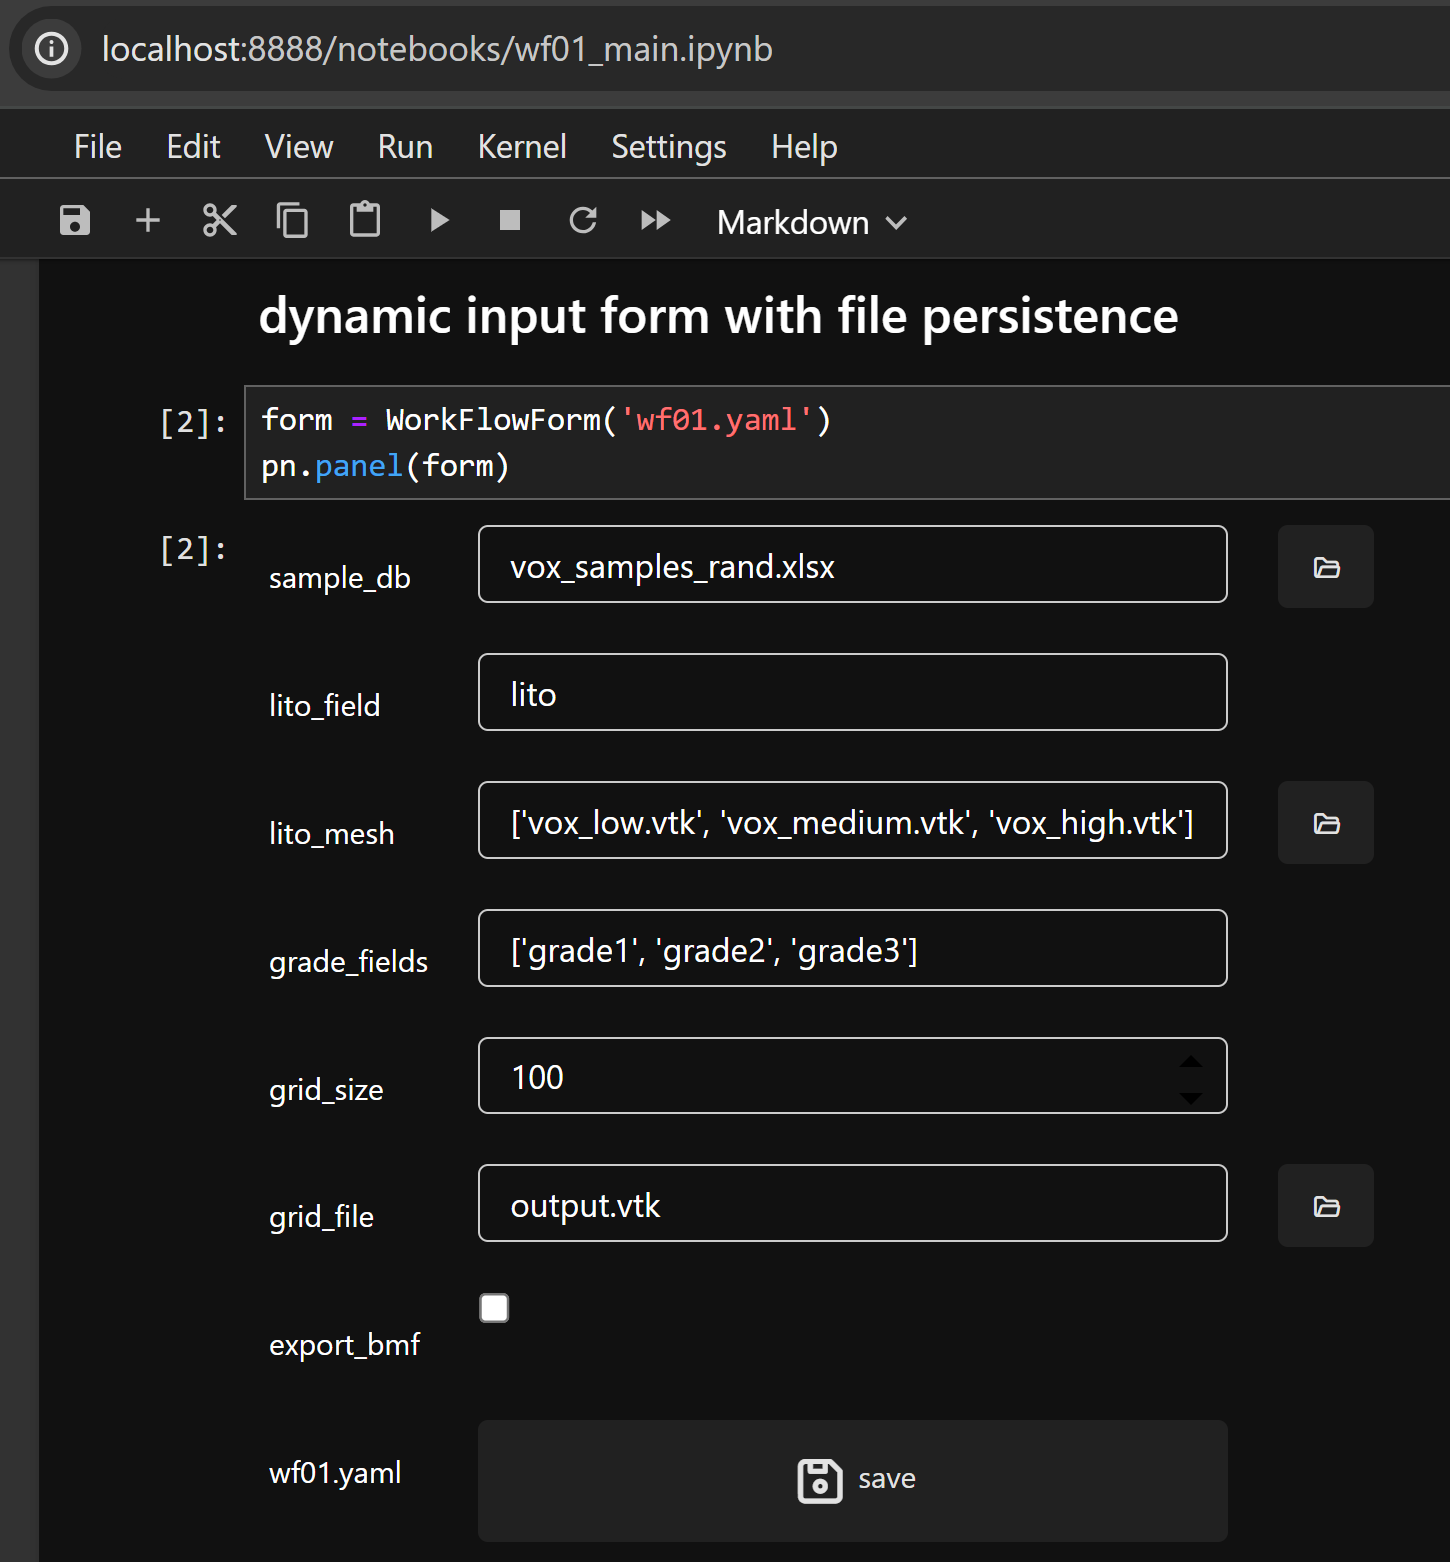 localhost:8888/notebooks/wf01_main.ipynb
File Edit View Run Kernel Settings Help
Markdown
dynamic input form with file persistence
[2]: form = WorkFlowForm('wf01.yaml')
pn.panel(form)
[2]:
sample_db vox_samples_rand.xlsx
lito_field lito
lito_mesh ['vox_low.vtk', 'vox_medium.vtk', 'vox_high.vtk']
grade_fields ['grade1', 'grade2', 'grade3']
grid_size 100
grid_file output.vtk
export_bmf
wf01.yaml save